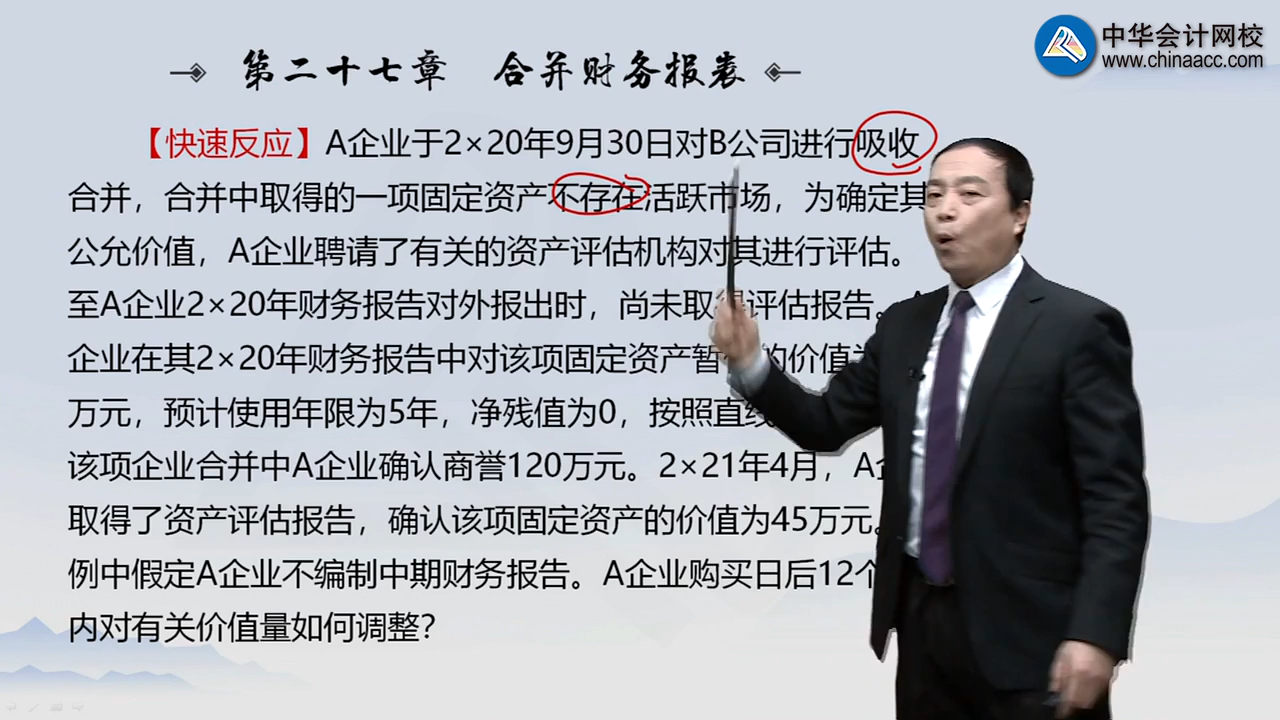 中华会计网校
www.chinaacc.com
第二十七章 合并财务报表
【快速反应】A企业于2×20年9月30日对B公司进行吸收
合并，合并中取得的一项固定资产不存在活跃市场，为确定其
公允价值，A企业聘请了有关的资产评估机构对其进行评估。
至A企业2×20年财务报告对外报出时，尚未取得评估报告。A
企业在其2×20年财务报告中对该项固定资产暂估的价值
万元，预计使用年限为5年，净残值为0，按照直线
该项企业合并中A企业确认商誉120万元。2×21年4月，A
取得了资产评估报告，确认该项固定资产的价值为45万元。
例中假定A企业不编制中期财务报告。A企业购买日后12个
内对有关价值量如何调整？